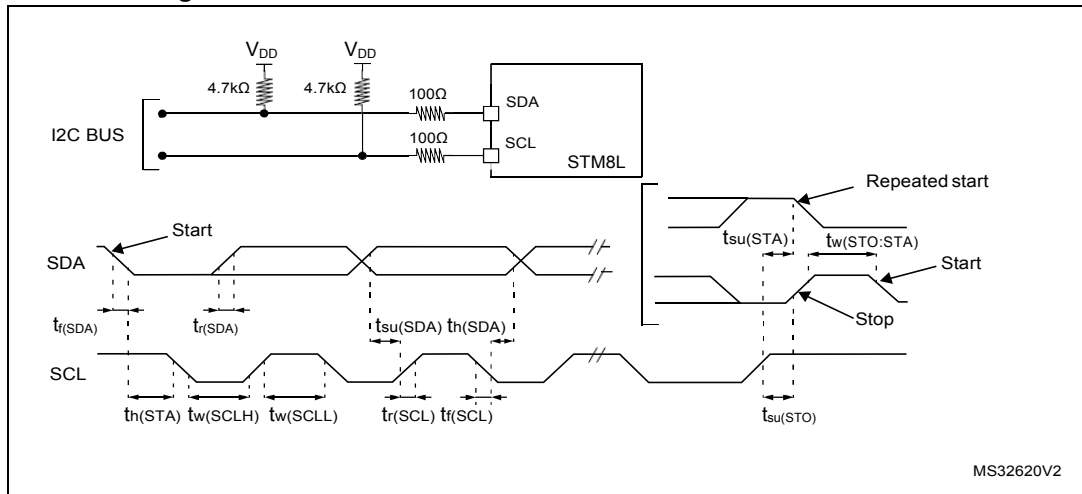 V_DD V_DD
4.7kΩ 4.7kΩ 100Ω
SDA
I2C BUS
100Ω
SCL
STM8L
Repeated start
Start
tsu(STA) tw(STO:STA)
SDA
Start
Stop
tf(SDA) tr(SDA) tsu(SDA) th(SDA)
SCL
th(STA) tw(SCLH) tw(SCLL) tr(SCL) tf(SCL) tsu(STO)
MS32620V2